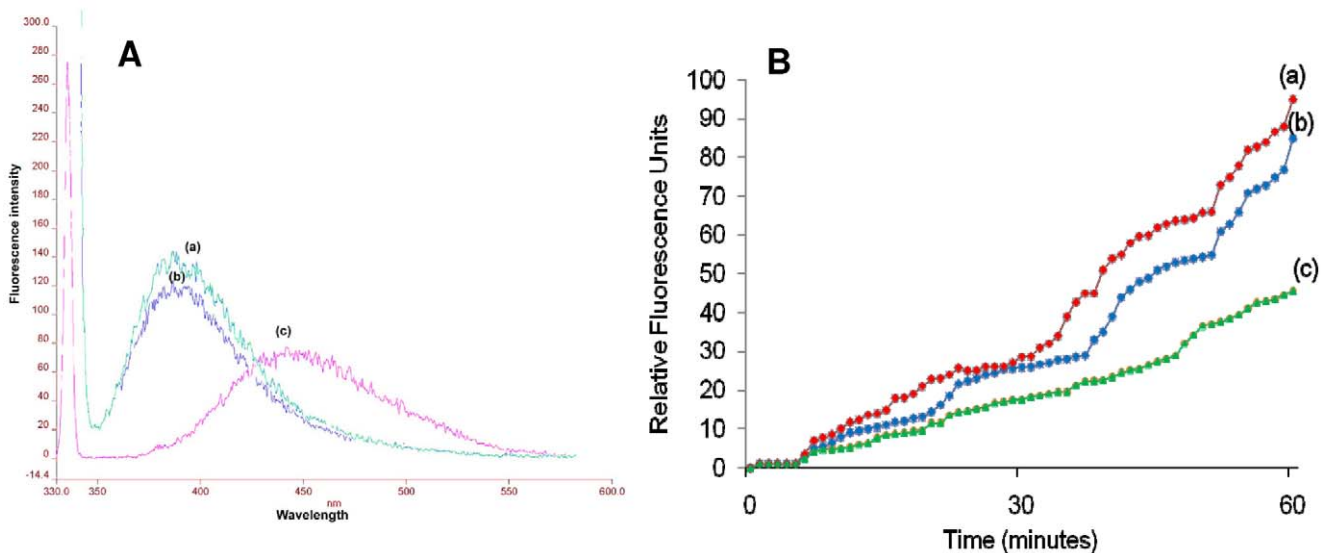 A
300.0
280
260
240
220
200
180
160
140
120
100
80
60
40
20
0
-14.4
Fluorescence intensity
(a)
(b)
(c)
330.0 350 400 450 500 550 600.0
nm
Wavelength
B
100
90
80
70
60
50
40
30
20
10
0
Relative Fluorescence Units
(a)
(b)
(c)
0 30 60
Time (minutes)